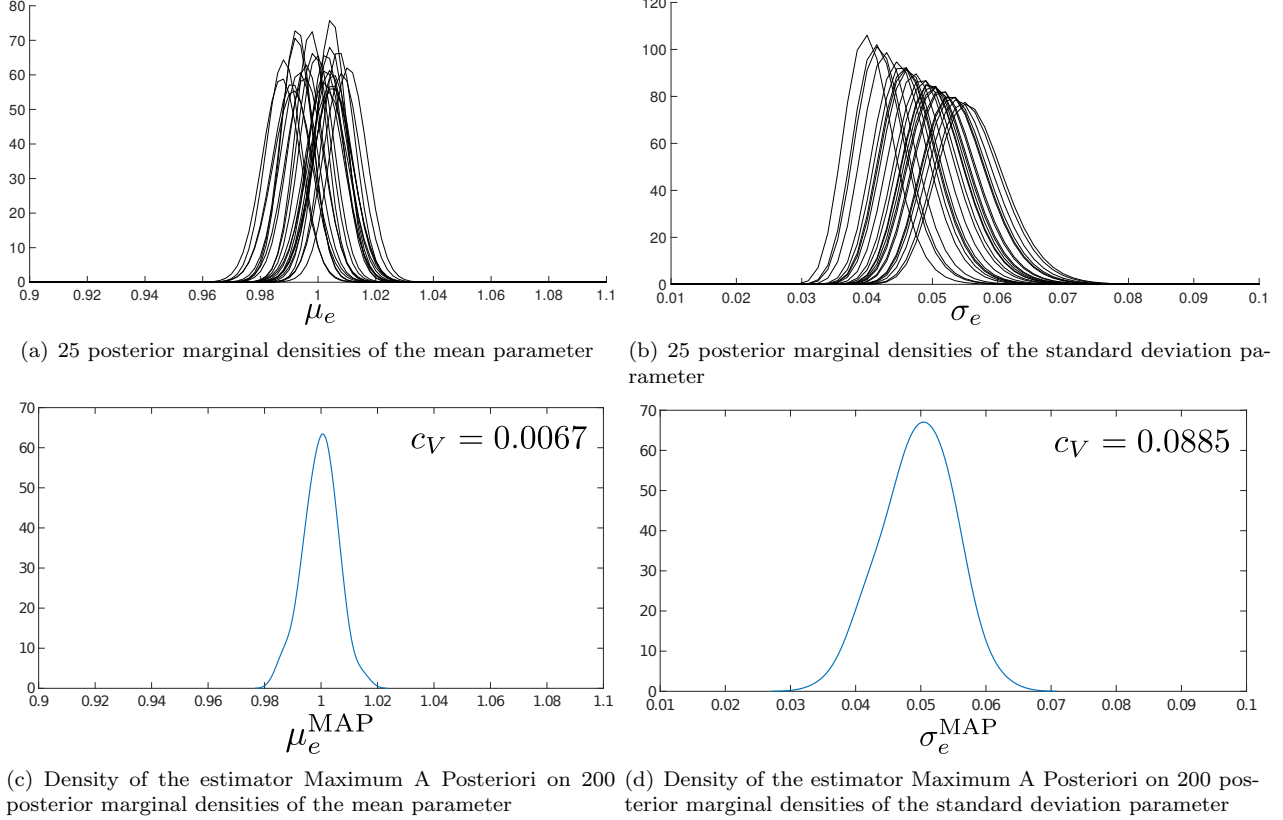 80
70
60
50
40
30
20
10
0
0.9 0.92 0.94 0.96 0.98 1 1.02 1.04 1.06 1.08 1.1
μ_e
120
100
80
60
40
20
0
0.01 0.02 0.03 0.04 0.05 0.06 0.07 0.08 0.09 0.1
σ_e
(a) 25 posterior marginal densities of the mean parameter
(b) 25 posterior marginal densities of the standard deviation pa-
rameter
70
60
50
40
30
20
10
0
c_V = 0.0067
0.9 0.92 0.94 0.96 0.98 1 1.02 1.04 1.06 1.08 1.1
μ_e^MAP
70
60
50
40
30
20
10
0
c_V = 0.0885
0.01 0.02 0.03 0.04 0.05 0.06 0.07 0.08 0.09 0.1
σ_e^MAP
(c) Density of the estimator Maximum A Posteriori on 200
posterior marginal densities of the mean parameter
(d) Density of the estimator Maximum A Posteriori on 200 pos-
terior marginal densities of the standard deviation parameter